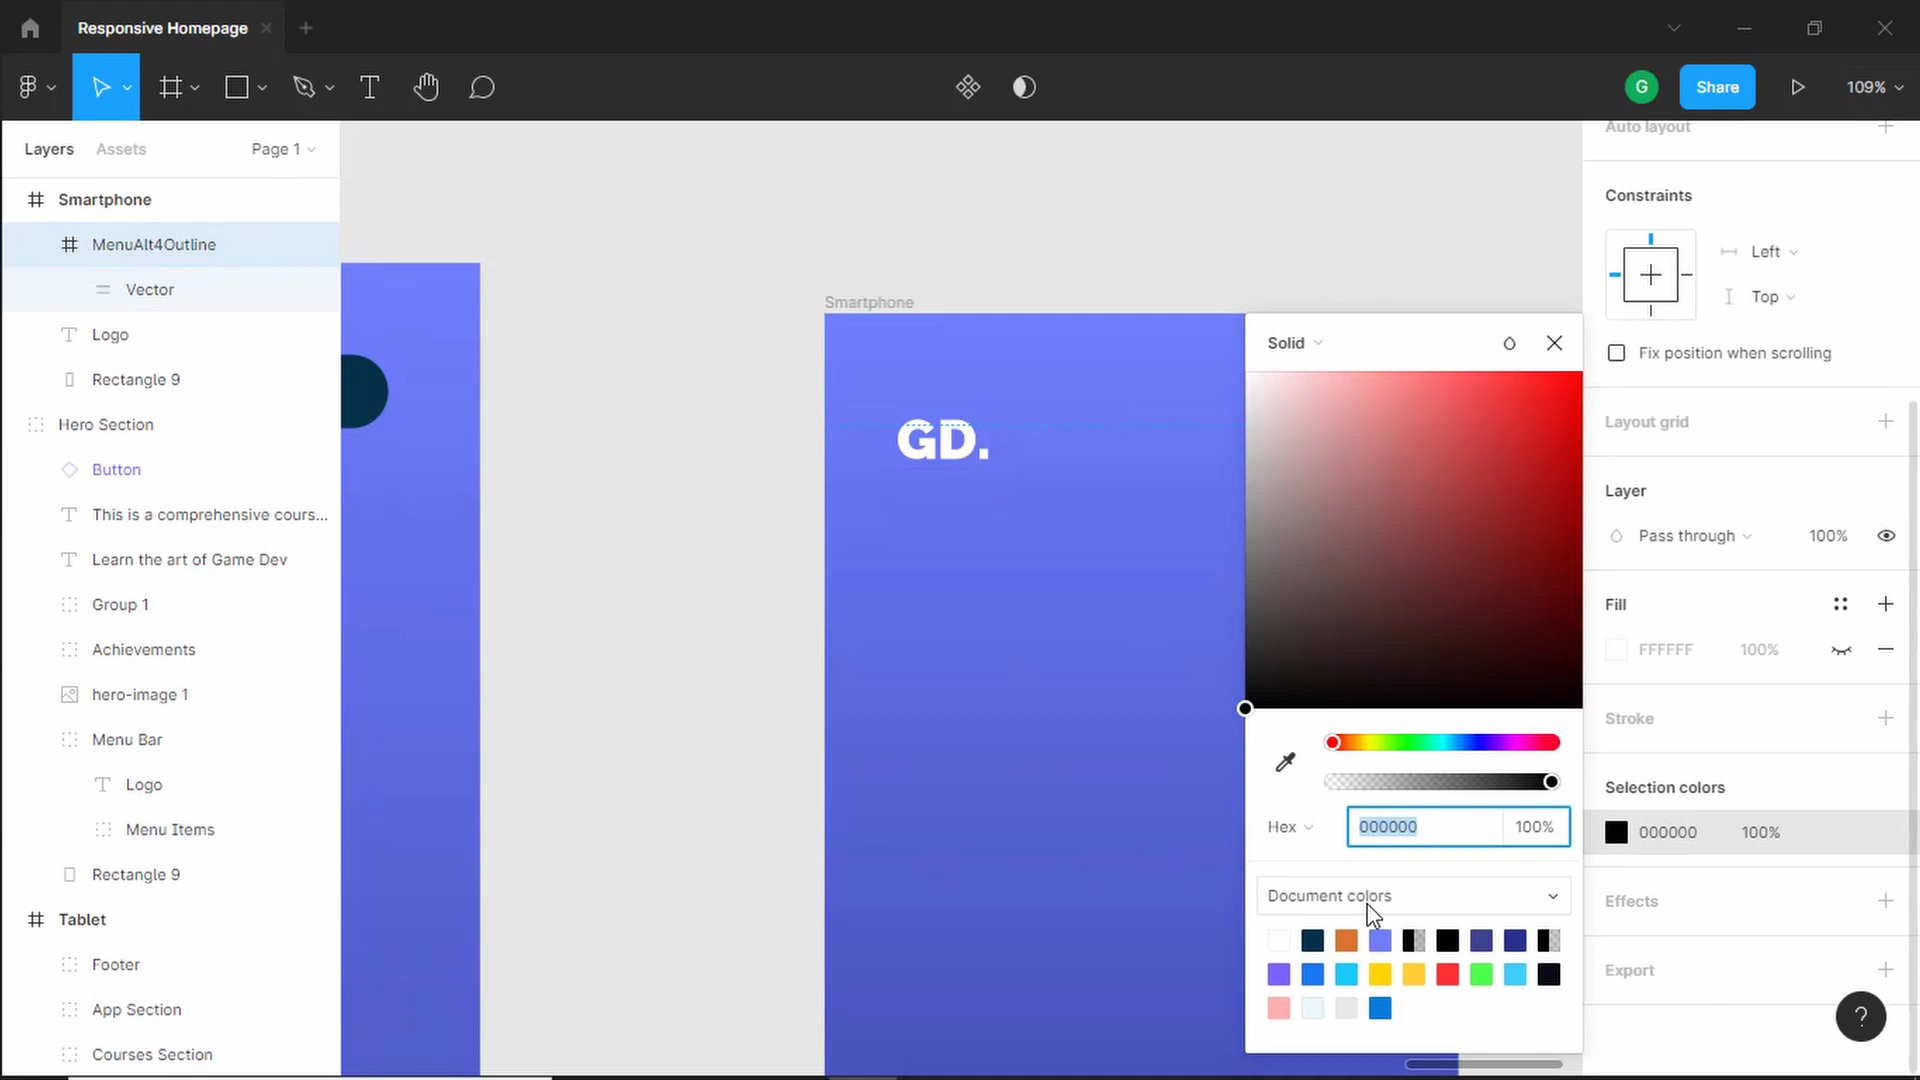 Responsive Homepage
G
Share
109%
Layers
Assets
Page 1
Smartphone
MenuAlt4Outline
Vector
Logo
Rectangle 9
Hero Section
Button
This is a comprehensive cours...
Learn the art of Game Dev
Group 1
Achievements
hero-image 1
Menu Bar
Logo
Menu Items
Rectangle 9
Tablet
Footer
App Section
Courses Section
Smartphone
GD.
Solid
Hex
000000
100%
Document colors
Auto layout
Constraints
Left
Top
Fix position when scrolling
Layout grid
Layer
Pass through
100%
Fill
FFFFFF
100%
Stroke
Selection colors
000000
100%
Effects
Export
?